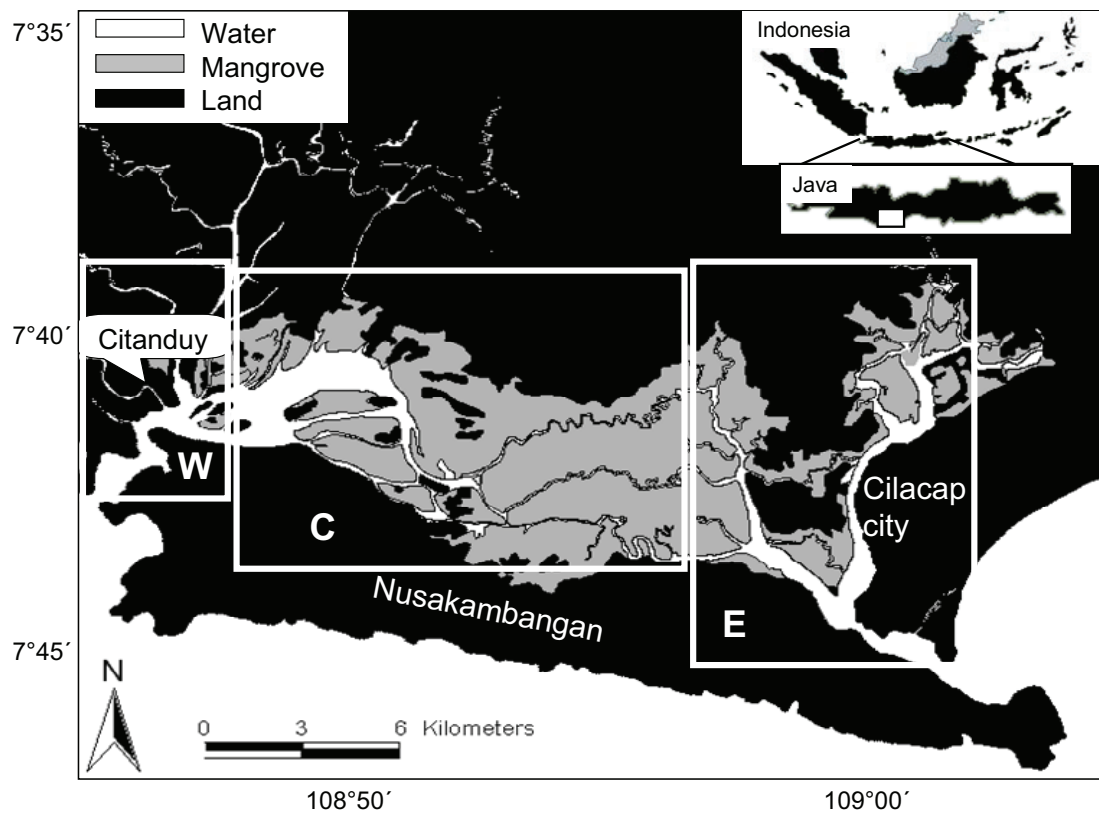 7°35´
Water
Mangrove
Land
Indonesia
Java
7°40´
Citanduy
W
C
Cilacap
city
Nusakambangan
E
7°45´
N
0 3 6 Kilometers
108°50´ 109°00´